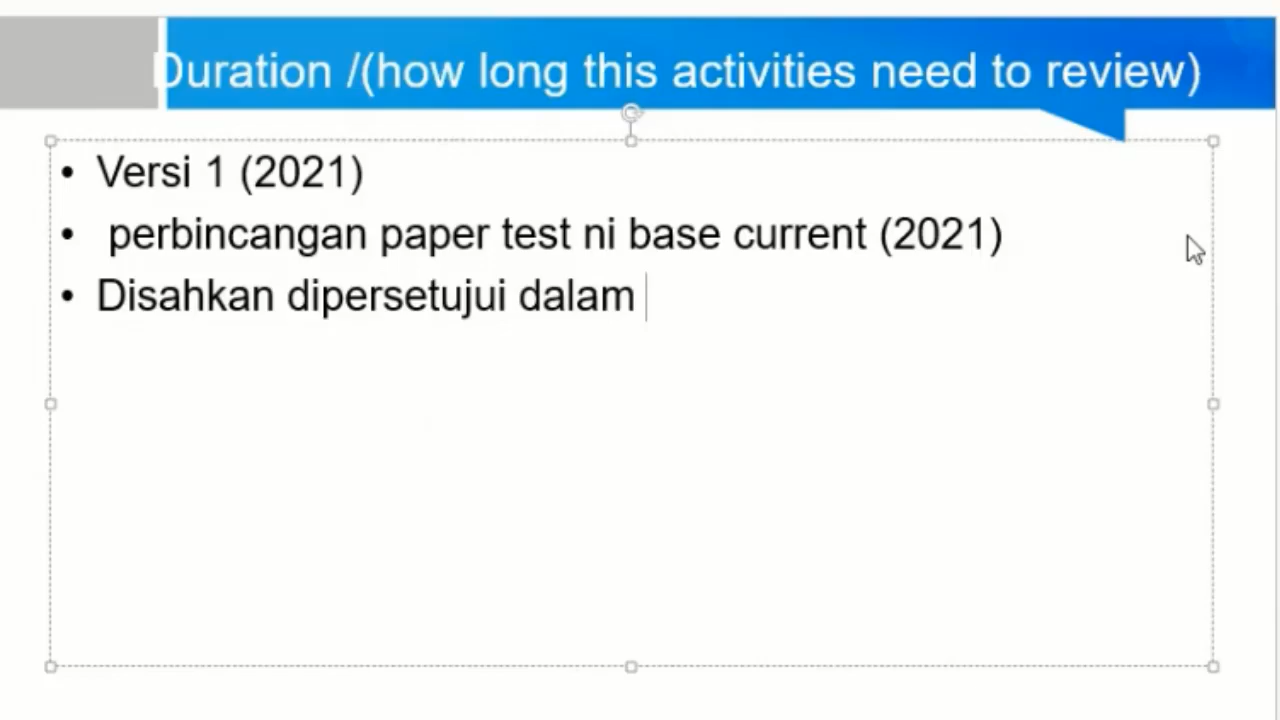 Duration /(how long this activities need to review)
• Versi 1 (2021)
• perbincangan paper test ni base current (2021)
• Disahkan dipersetujui dalam